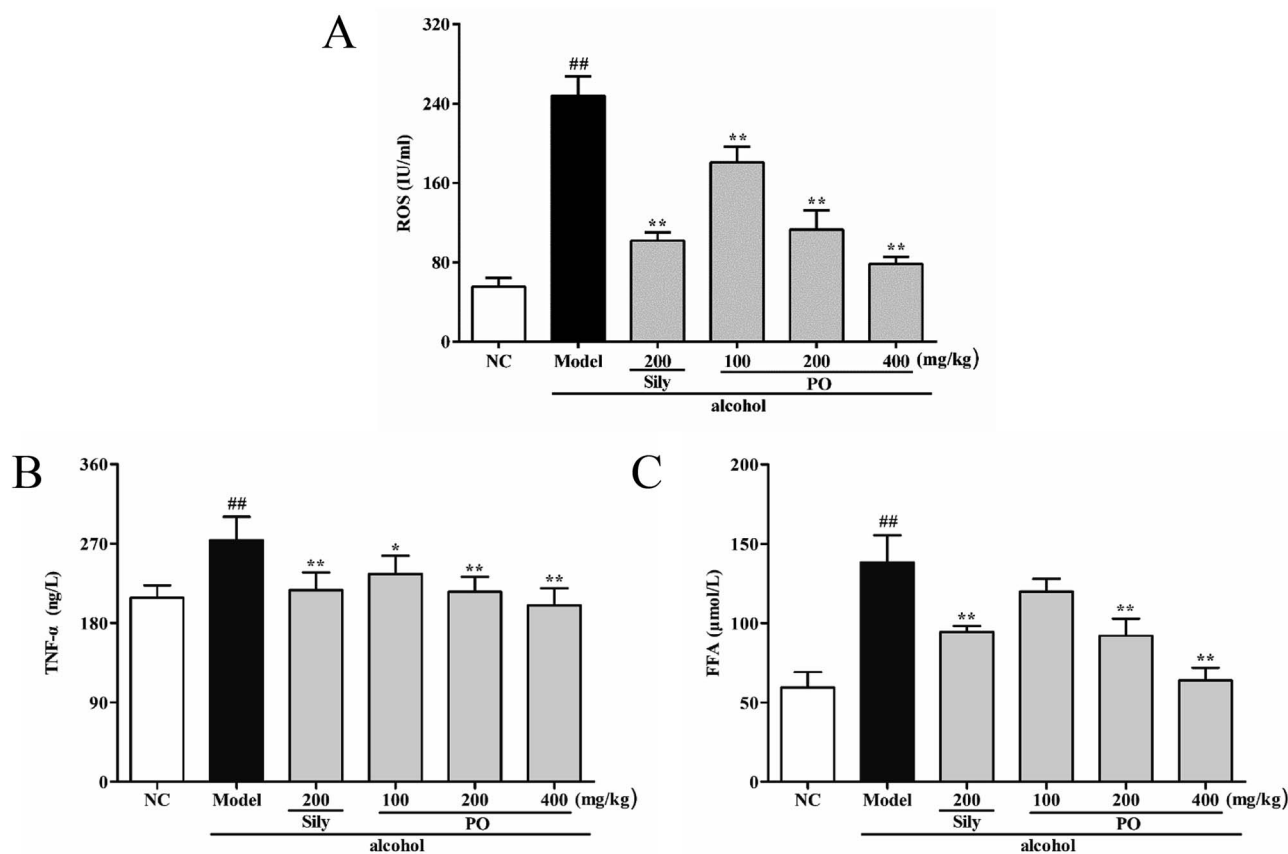 A
ROS (IU/ml)
320
240
160
80
0
##
**
**
**
**
NC Model 200 100 200 400 (mg/kg)
Sily PO
alcohol
B
TNF-α (ng/L)
360
270
180
90
0
##
**
*
**
**
NC Model 200 100 200 400 (mg/kg)
Sily PO
alcohol
C
FFA (μmol/L)
200
150
100
50
0
##
**
**
**
NC Model 200 100 200 400 (mg/kg)
Sily PO
alcohol